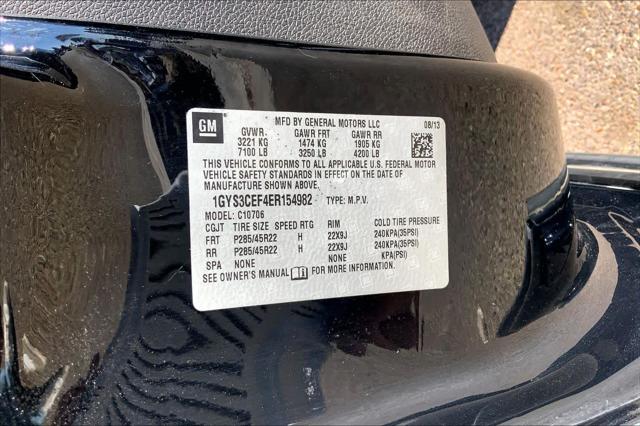 GM
MFD BY GENERAL MOTORS LLC 08/13
GVWR GAWR FRT GAWR RR
3221 KG 1474 KG 1905 KG
7100 LB 3250 LB 4200 LB
THIS VEHICLE CONFORMS TO ALL APPLICABLE U.S. FEDERAL MOTOR
VEHICLE SAFETY STANDARDS IN EFFECT ON THE DATE OF
MANUFACTURE SHOWN ABOVE.
1GYS3CEF4ER154982 TYPE: M.P.V.
MODEL: C10706
CGJT TIRE SIZE SPEED RTG RIM COLD TIRE PRESSURE
FRT P285/45R22 H 22X9J 240KPA(35PSI)
RR P285/45R22 H 22X9J 240KPA(35PSI)
SPA NONE NONE KPA(PSI)
SEE OWNER'S MANUAL FOR MORE INFORMATION.